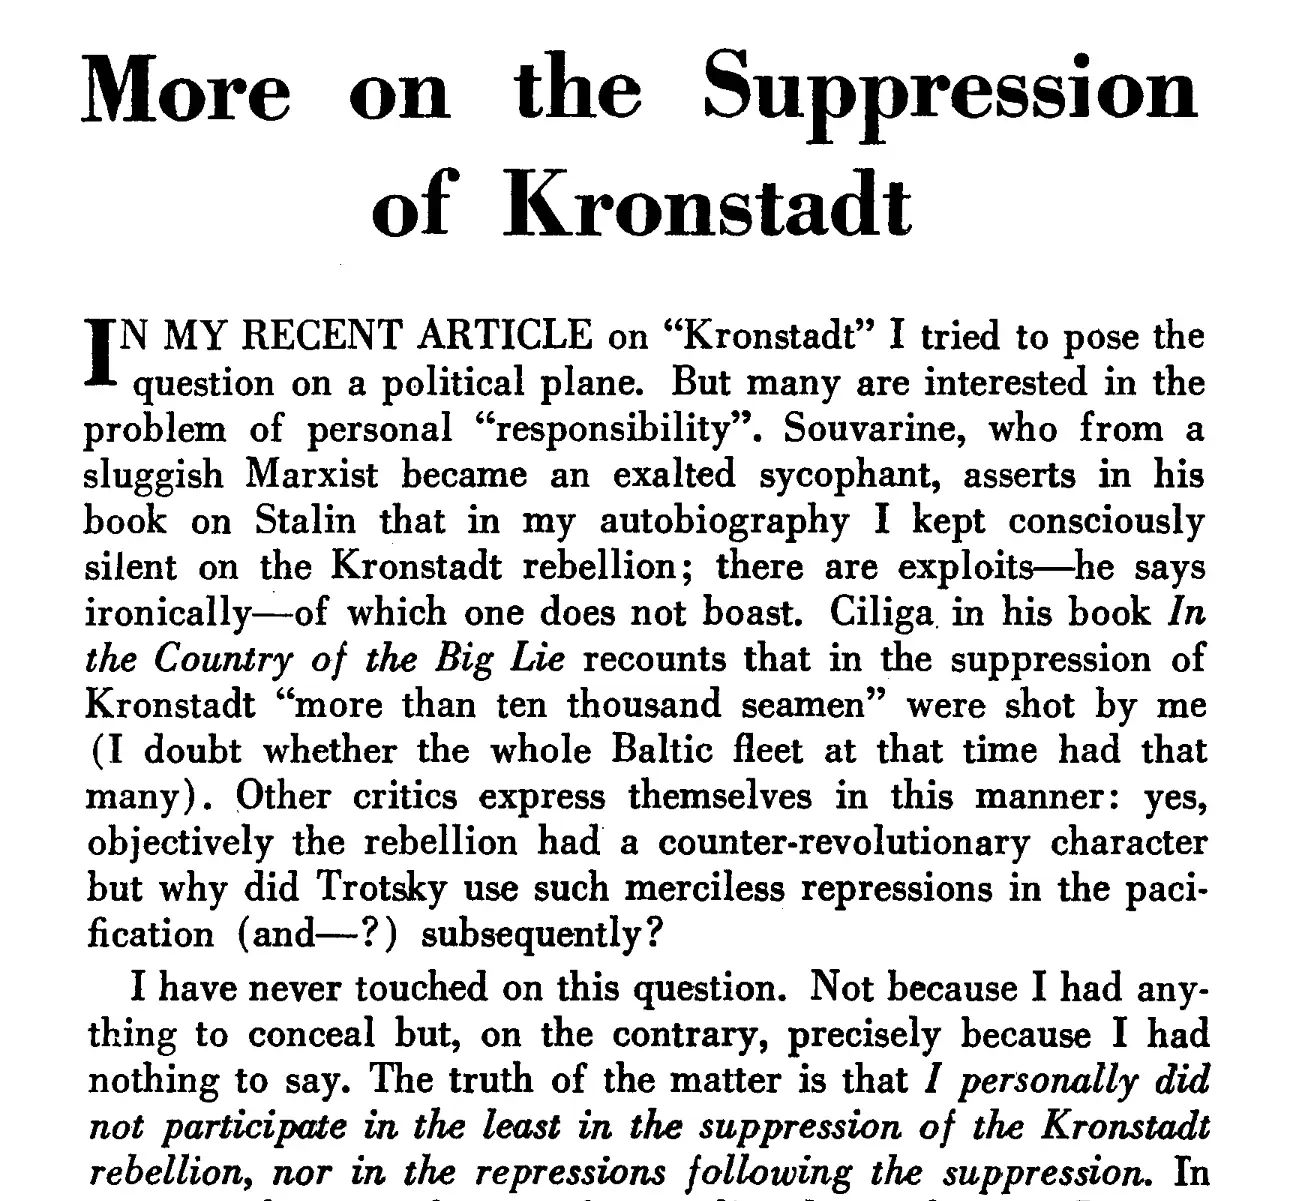 More on the Suppression
of Kronstadt
IN MY RECENT ARTICLE on “Kronstadt” I tried to pose the
question on a political plane. But many are interested in the
problem of personal “responsibility”. Souvarine, who from a
sluggish Marxist became an exalted sycophant, asserts in his
book on Stalin that in my autobiography I kept consciously
silent on the Kronstadt rebellion; there are exploits—he says
ironically—of which one does not boast. Ciliga in his book In
the Country of the Big Lie recounts that in the suppression of
Kronstadt “more than ten thousand seamen” were shot by me
(I doubt whether the whole Baltic fleet at that time had that
many). Other critics express themselves in this manner: yes,
objectively the rebellion had a counter-revolutionary character
but why did Trotsky use such merciless repressions in the paci-
fication (and—?) subsequently?
I have never touched on this question. Not because I had any-
thing to conceal but, on the contrary, precisely because I had
nothing to say. The truth of the matter is that I personally did
not participate in the least in the suppression of the Kronstadt
rebellion, nor in the repressions following the suppression. In